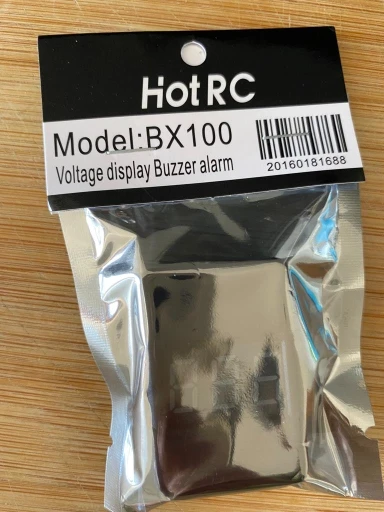 HotRC
Model:BX100
Voltage display Buzzer alarm
20160181688